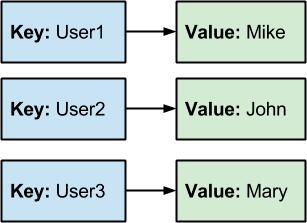 Key: User1 Value: Mike
Key: User2 Value: John
Key: User3 Value: Mary